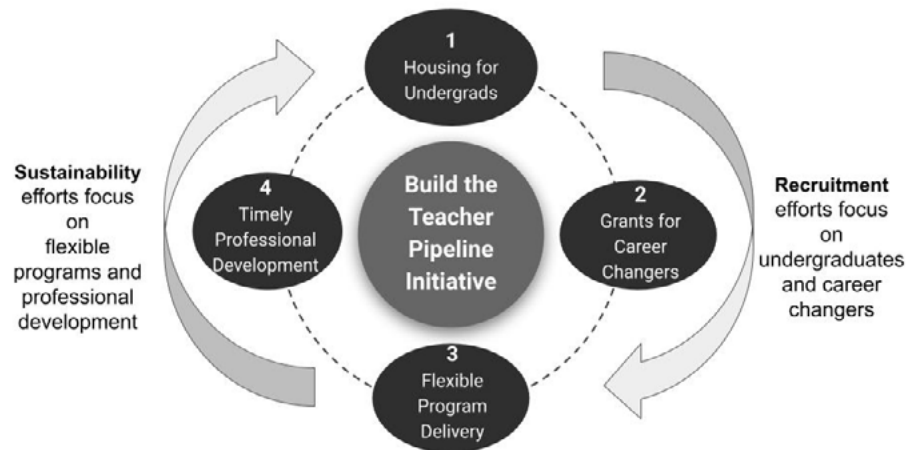 1
Housing for
Undergrads
Sustainability
efforts focus
on
flexible
programs and
professional
development
4
Timely
Professional
Development
Build the
Teacher
Pipeline
Initiative
2
Grants for
Career
Changers
Recruitment
efforts focus
on
undergraduates
and career
changers
3
Flexible
Program
Delivery